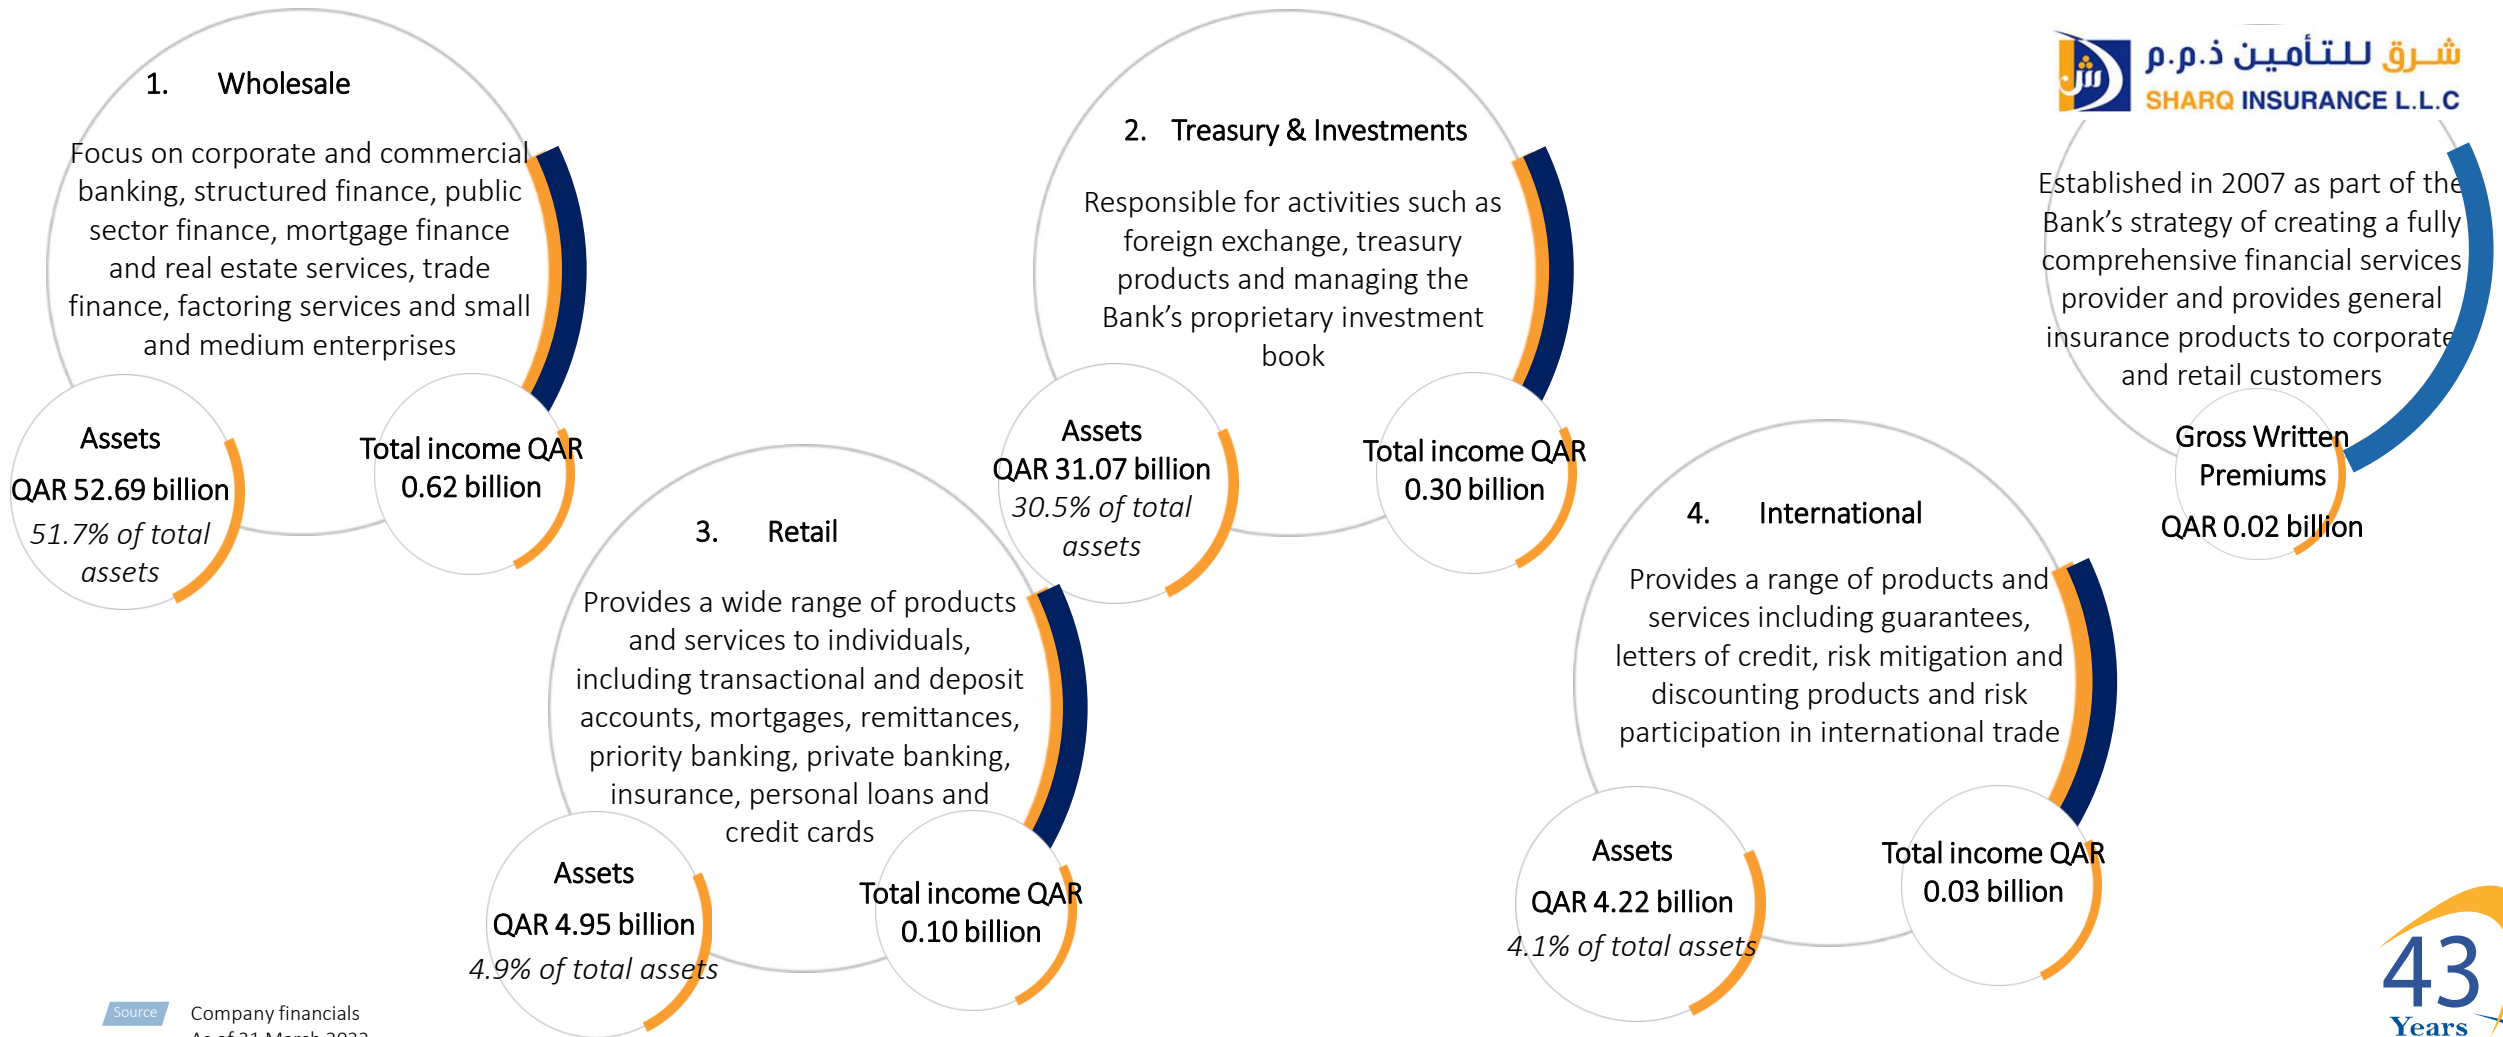 1. Wholesale
Focus on corporate and commercial
banking, structured finance, public
sector finance, mortgage finance
and real estate services, trade
finance, factoring services and small
and medium enterprises
Assets
QAR 52.69 billion
51.7% of total
assets
Total income QAR
0.62 billion
2. Treasury & Investments
Responsible for activities such as
foreign exchange, treasury
products and managing the
Bank’s proprietary investment
book
Assets
QAR 31.07 billion
30.5% of total
assets
Total income QAR
0.30 billion
3. Retail
Provides a wide range of products
and services to individuals,
including transactional and deposit
accounts, mortgages, remittances,
priority banking, private banking,
insurance, personal loans and
credit cards
Assets
QAR 4.95 billion
4.9% of total assets
Total income QAR
0.10 billion
4. International
Provides a range of products and
services including guarantees,
letters of credit, risk mitigation and
discounting products and risk
participation in international trade
Assets
QAR 4.22 billion
4.1% of total assets
Total income QAR
0.03 billion
شرق للتأمين ذ.م.م
ش
SHARQ INSURANCE L.L.C
Established in 2007 as part of the
Bank’s strategy of creating a fully
comprehensive financial services
provider and provides general
insurance products to corporate
and retail customers
Gross Written
Premiums
QAR 0.02 billion
Source
Company financials
As of 31 March
43
Years